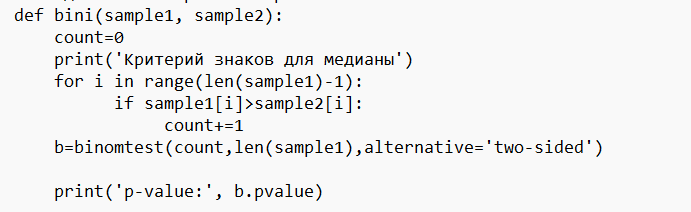 def bini(sample1, sample2):
    count=0
    print('Критерий знаков для медианы')
    for i in range(len(sample1)-1):
        if sample1[i]>sample2[i]:
            count+=1
    b=binomtest(count,len(sample1),alternative='two-sided')
    print('p-value:', b.pvalue)